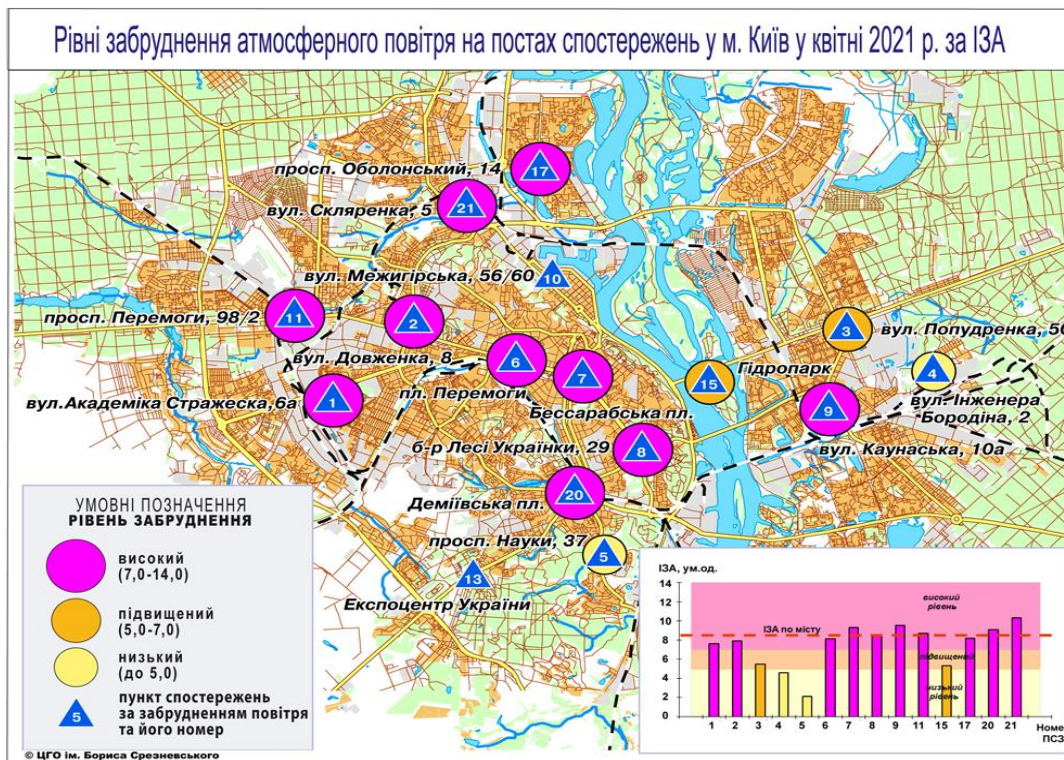 Рівні забруднення атмосферного повітря на постах спостережень у м. Київ у квітні 2021 р. за ІЗА
просп. Оболонський, 14
17
вул. Скляренка, 5
21
вул. Межигірська, 56/60
10
просп. Перемоги, 98/2
11
2
3
вул. Попудренка, 50
вул. Довженка, 8
6
7
Гідропарк
15
4
пл. Перемоги
вул.Академіка Стражеска,6а
1
Бессарабська пл.
9
вул. Інженера
Бородіна, 2
б-р Лесі Українки, 29
8
вул. Каунаська, 10а
Деміївська пл.
20
просп. Науки, 37
5
13
Експоцентр України
УМОВНІ ПОЗНАЧЕННЯ
РІВЕНЬ ЗАБРУДНЕННЯ
високий
(7,0-14,0)
підвищений
(5,0-7,0)
низький
(до 5,0)
5
пункт спостережень
за забрудненням повітря
та його номер
© ЦГО ім. Бориса Срезневського
ІЗА, ум.од.
14
12
10
8
6
4
2
0
високий
рівень
ІЗА по місту
підвищений
низький
рівень
1 2 3 4 5 6 7 8 9 11 15 17 20 21
Номер
ПСЗ